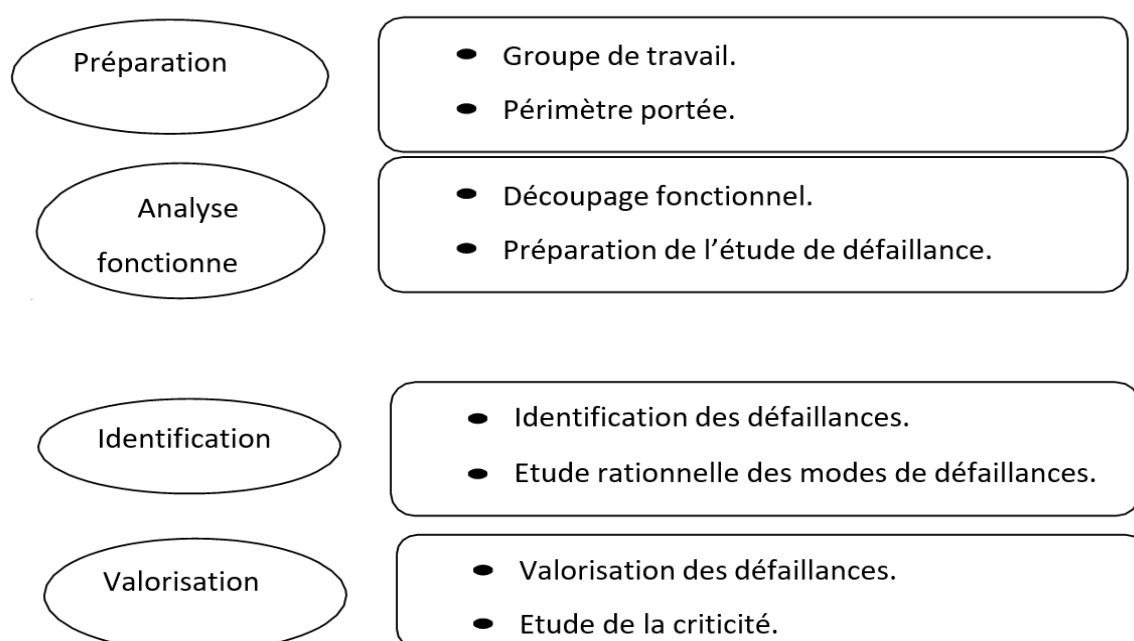 Préparation
• Groupe de travail.
• Périmètre portée.
Analyse
fonctionne
• Découpage fonctionnel.
• Préparation de l’étude de défaillance.
Identification
• Identification des défaillances.
• Etude rationnelle des modes de défaillances.
Valorisation
• Valorisation des défaillances.
• Etude de la criticité.